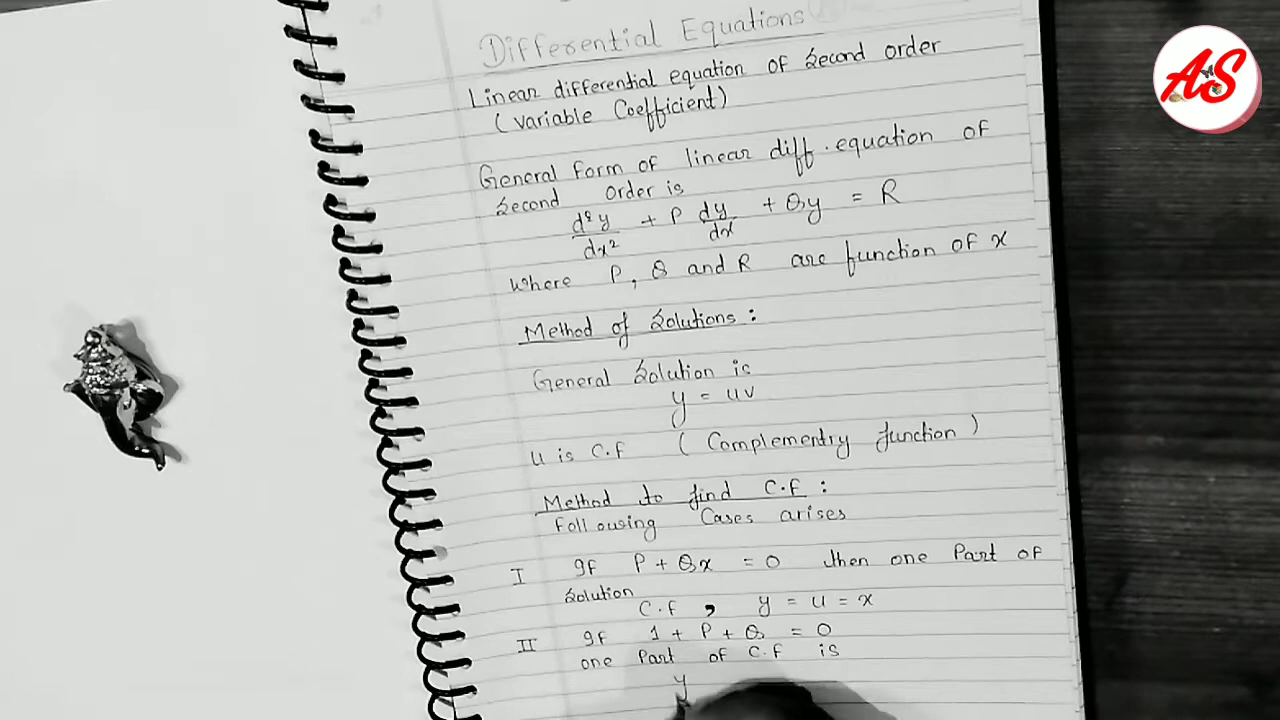 AS
Differential Equations
Linear differential equation of second order
(Variable Coefficient)
General form of linear diff. equation of
second order is
d²y/dx² + P dy/dx + Qy = R
where P, Q and R are function of x
Method of Solutions :
General Solution is
y = uv
u is C.F (Complementry function)
Method to find C.F :
Following Cases arises
I If P + Qx = 0 then one Part of
solution
C.F , y = u = x
II If 1 + P + Q = 0
one Part of C.F is
y